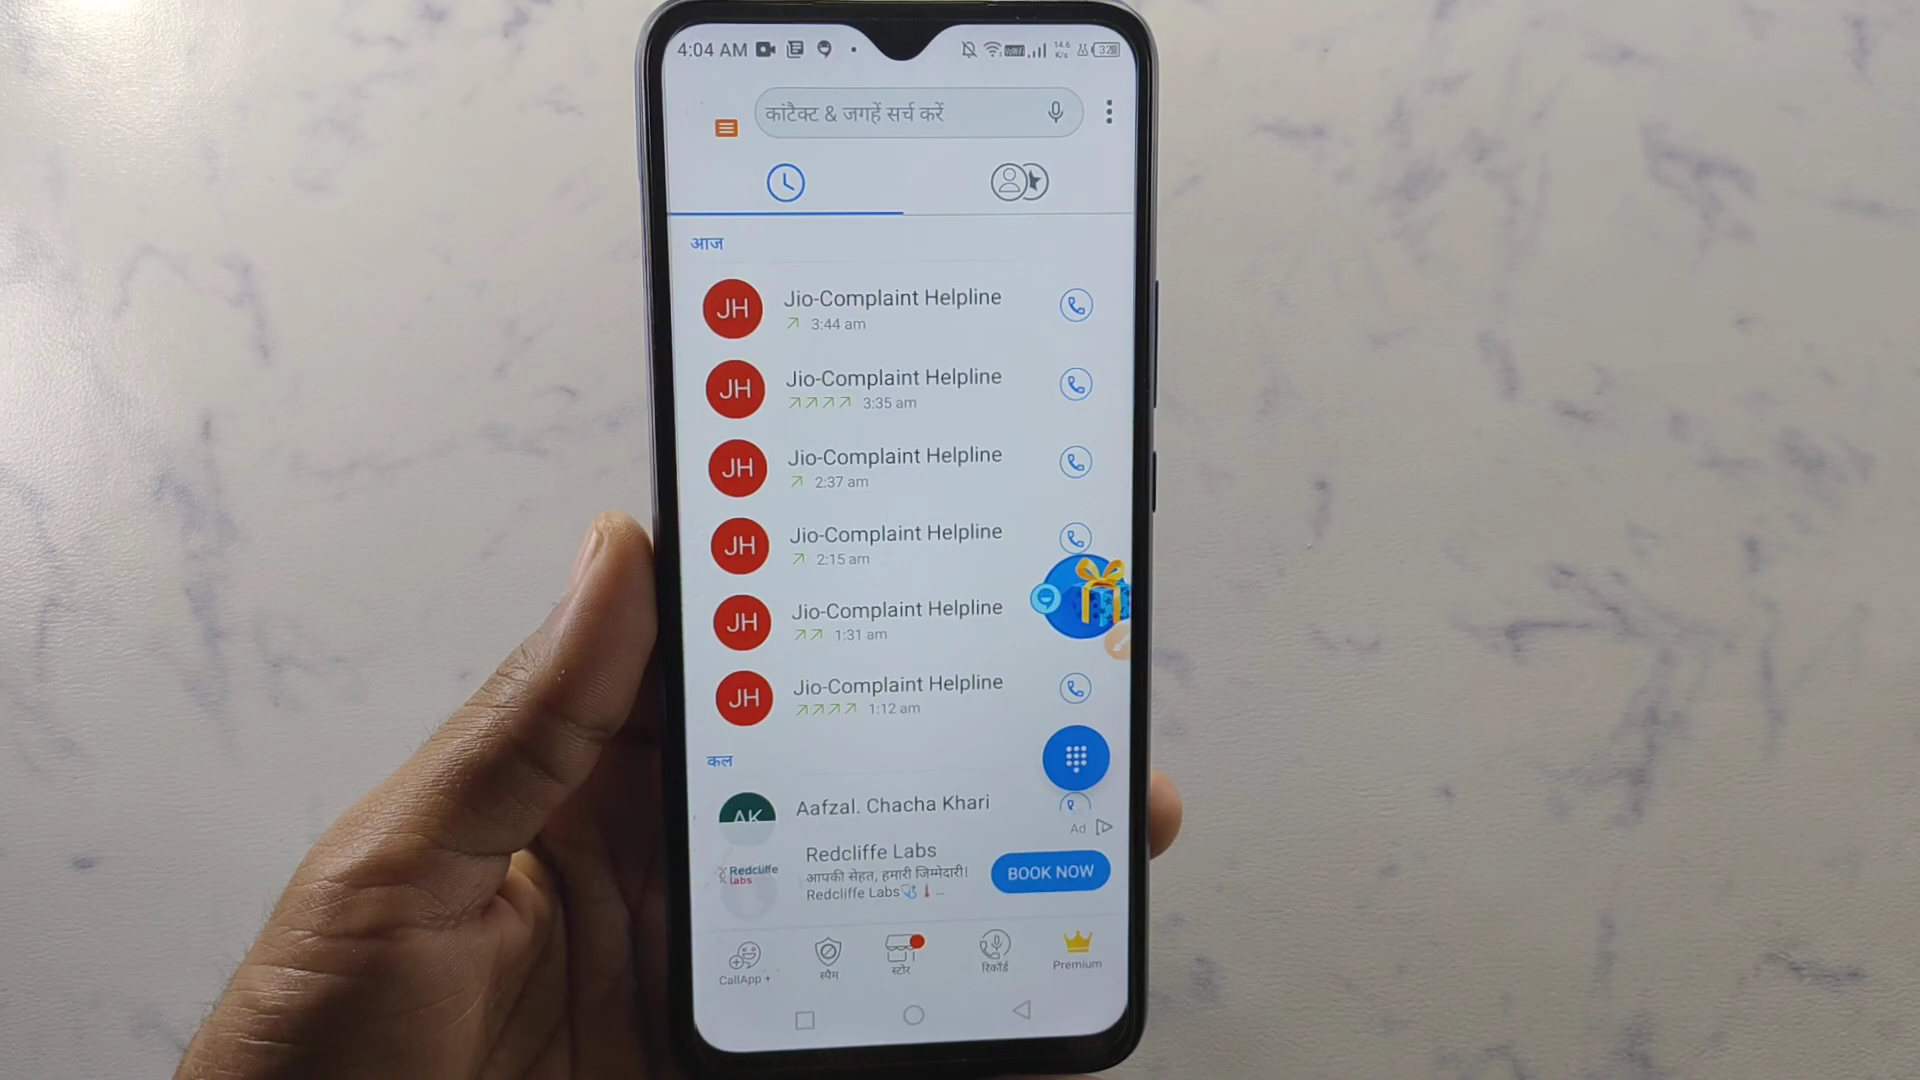 4:04 AM
14.6
K/s
32
कांटैक्ट & जगहें सर्च करें
आज
JH
Jio-Complaint Helpline
3:44 am
JH
Jio-Complaint Helpline
3:35 am
JH
Jio-Complaint Helpline
2:37 am
JH
Jio-Complaint Helpline
2:15 am
JH
Jio-Complaint Helpline
1:31 am
JH
Jio-Complaint Helpline
1:12 am
कल
AK
Aafzal. Chacha Khari
Ad
Redcliffe Labs
Redcliffe
labs
आपकी सेहत, हमारी जिम्मेदारी!
Redcliffe Labs🩺🌡️...
BOOK NOW
CallApp +
स्पैम
स्टोर
रिकॉर्ड
Premium